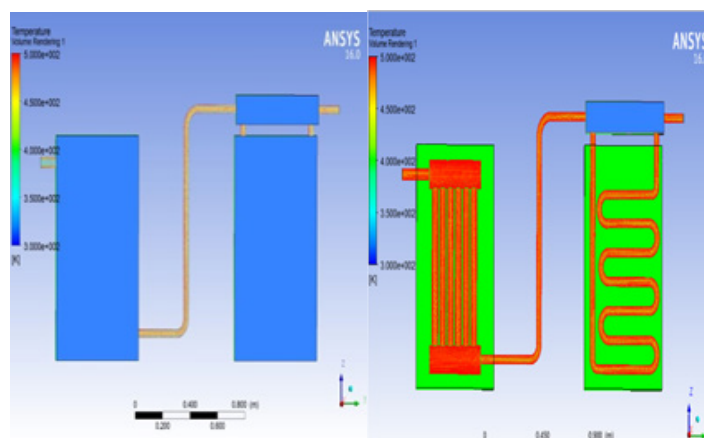 Temperature
Volume Rendering 1
5.000e+002
4.500e+002
4.000e+002
3.500e+002
3.000e+002
[K]
ANSYS
16.0
0 0.400 0.800 (m)
0.200 0.600
Temperature
Volume Rendering 1
5.000e+002
4.500e+002
4.000e+002
3.500e+002
3.000e+002
[K]
ANSYS
16.
0 0.450 0.900 (m)
Z